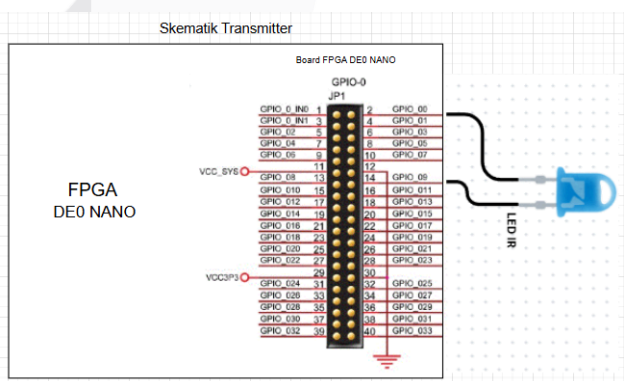 Skematik Transmitter
Board FPGA DE0 NANO
GPIO-0
JP1
GPIO_0_IN0 1 2 GPIO_00
GPIO_0_IN1 3 4 GPIO_01
GPIO_02 5 6 GPIO_03
GPIO_04 7 8 GPIO_05
GPIO_06 9 10 GPIO_07
VCC_SYS 11 12
GPIO_08 13 14 GPIO_09
GPIO_010 15 16 GPIO_011
GPIO_012 17 18 GPIO_013
GPIO_014 19 20 GPIO_015
GPIO_016 21 22 GPIO_017
GPIO_018 23 24 GPIO_019
GPIO_020 25 26 GPIO_021
GPIO_022 27 28 GPIO_023
VCC3P3 29 30
GPIO_024 31 32 GPIO_025
GPIO_026 33 34 GPIO_027
GPIO_028 35 36 GPIO_029
GPIO_030 37 38 GPIO_031
GPIO_032 39 40 GPIO_033
FPGA
DE0 NANO
LED IR